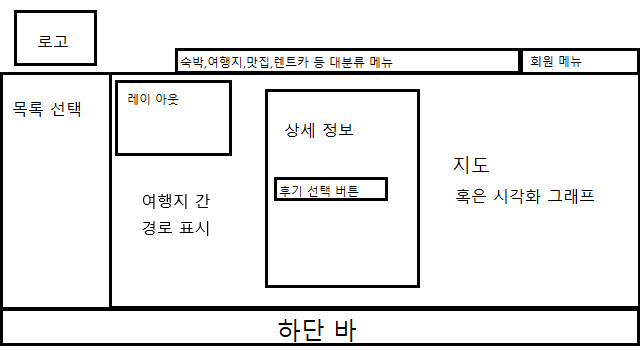 로고
숙박,여행지,맛집,렌트카 등 대분류 메뉴
회원 메뉴
목록 선택
레이 아웃
상세 정보
후기 선택 버튼
여행지 간
경로 표시
지도
혹은 시각화 그래프
하단 바